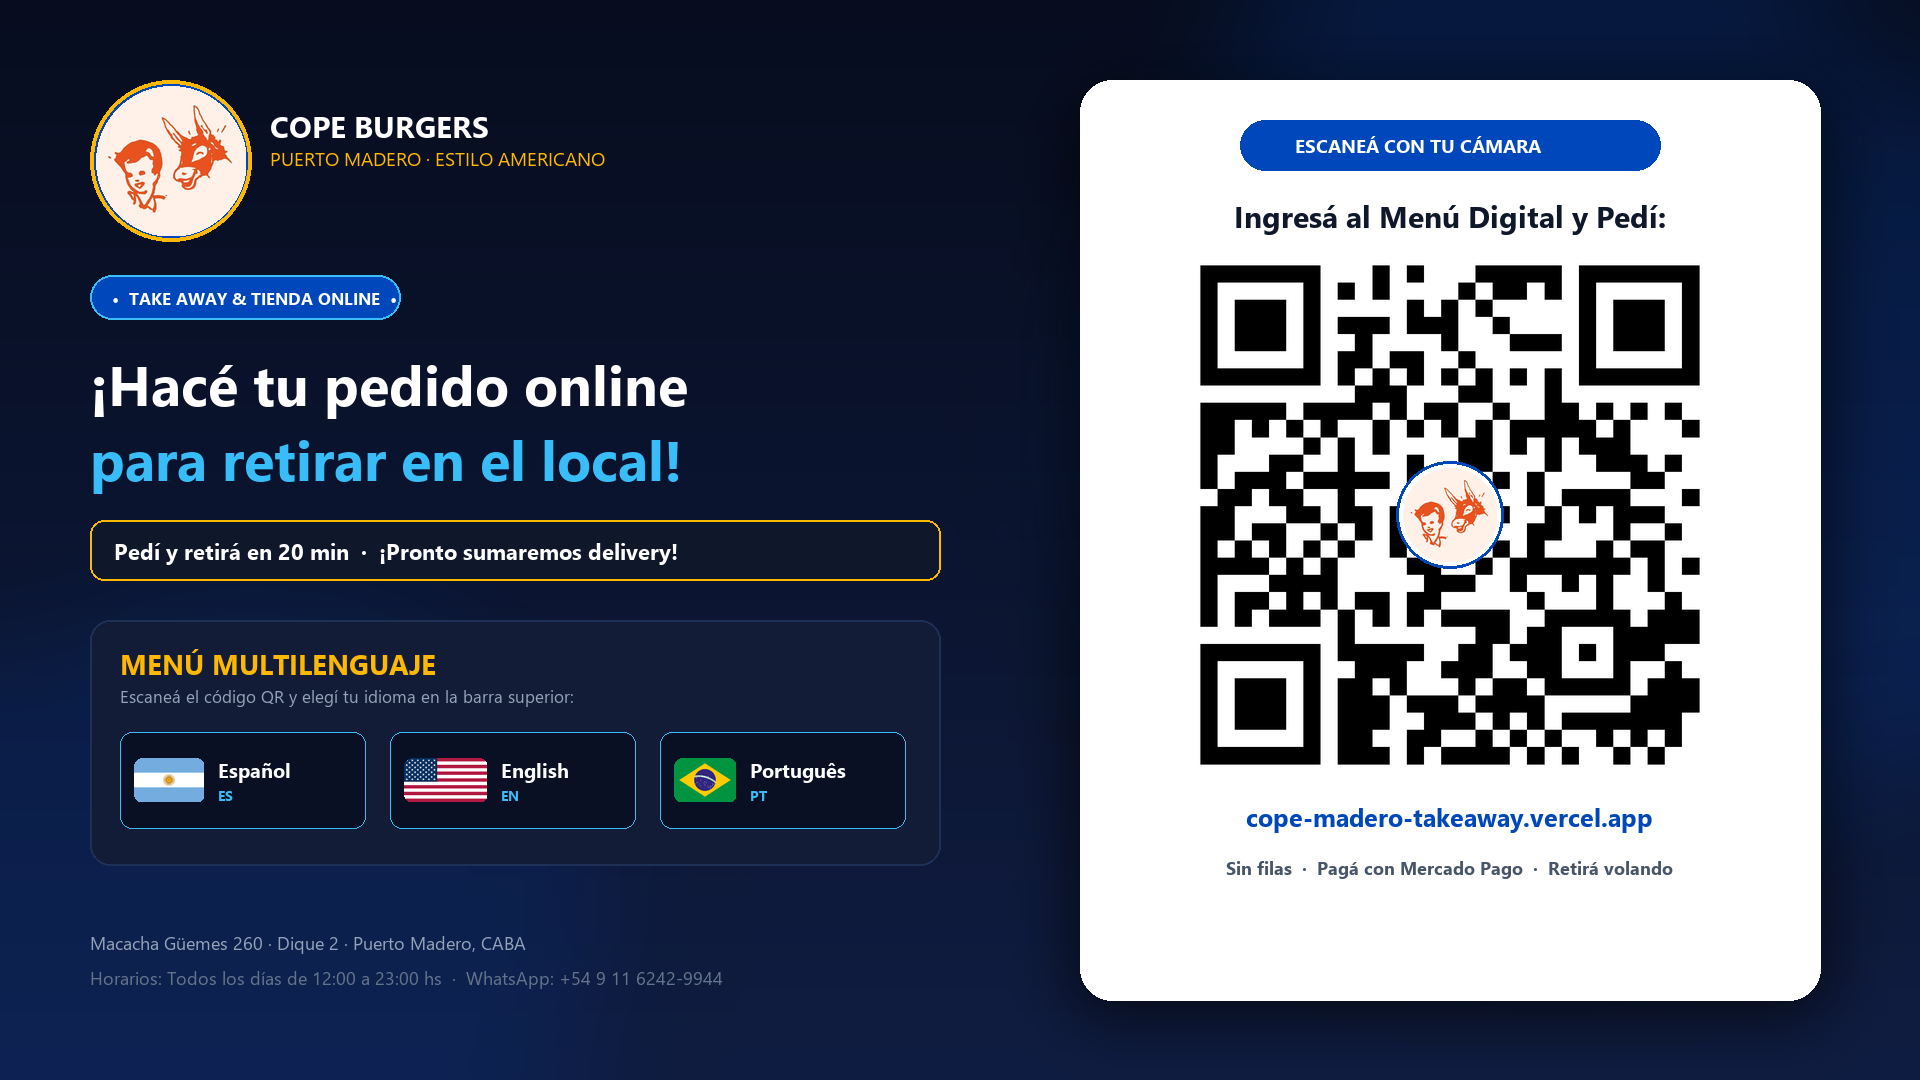 COPE BURGERS
PUERTO MADERO · ESTILO AMERICANO
• TAKE AWAY & TIENDA ONLINE •
¡Hacé tu pedido online
para retirar en el local!
Pedí y retirá en 20 min · ¡Pronto sumaremos delivery!
MENÚ MULTILENGUAJE
Escaneá el código QR y elegí tu idioma en la barra superior:
Español
ES
English
EN
Português
PT
Macacha Güemes 260 · Dique 2 · Puerto Madero, CABA
Horarios: Todos los días de 12:00 a 23:00 hs · WhatsApp: +54 9 11 6242-9944
ESCANEÁ CON TU CÁMARA
Ingresá al Menú Digital y Pedí:
cope-madero-takeaway.vercel.app
Sin filas · Pagá con Mercado Pago · Retirá volando